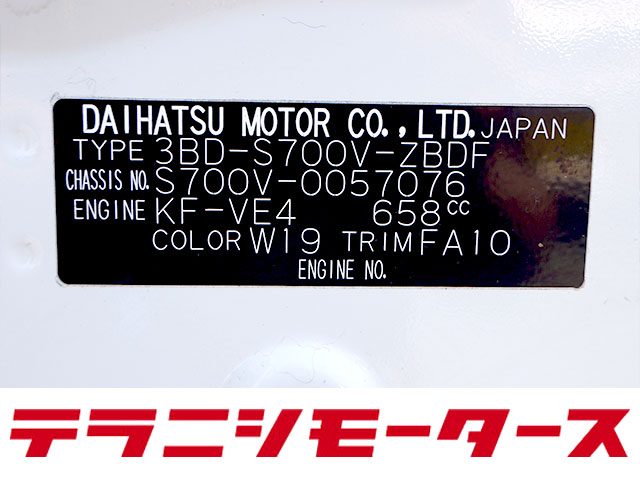 DAIHATSU MOTOR CO.,LTD. JAPAN
TYPE 3BD-S700V-ZBDF
CHASSIS NO. S700V-0057076
ENGINE KF-VE4 658cc
COLOR W19 TRIM FA10
ENGINE NO.
テラニシモータース